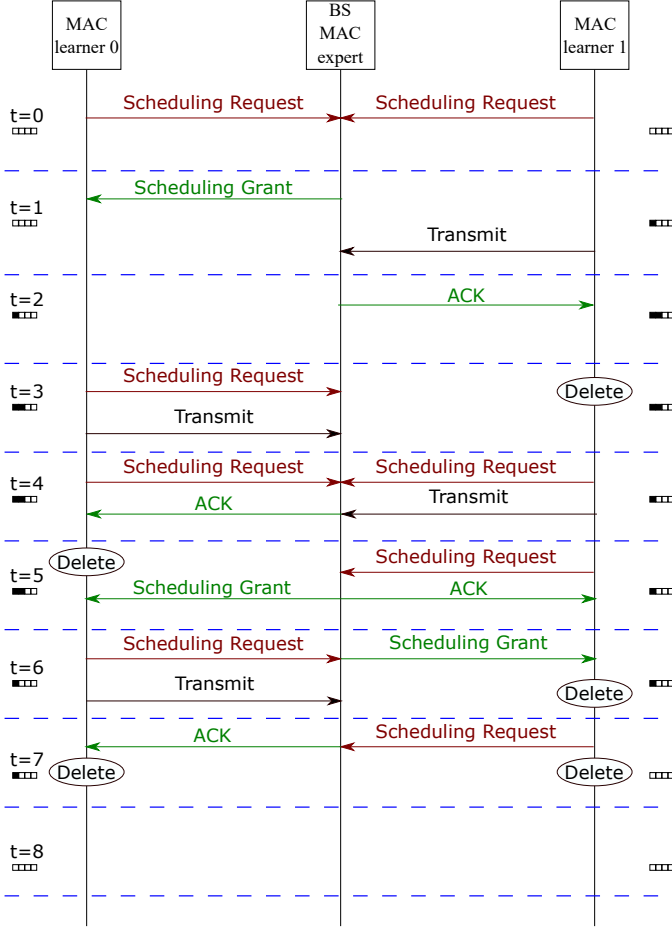 MAC
learner 0
BS
MAC
expert
MAC
learner 1
t=0
Scheduling Request
Scheduling Request
t=1
Scheduling Grant
Transmit
t=2
ACK
t=3
Scheduling Request
Delete
Transmit
t=4
Scheduling Request
Scheduling Request
ACK
Transmit
t=5
Delete
Scheduling Request
Scheduling Grant
ACK
t=6
Scheduling Request
Scheduling Grant
Transmit
Delete
t=7
ACK
Scheduling Request
Delete
Delete
t=8